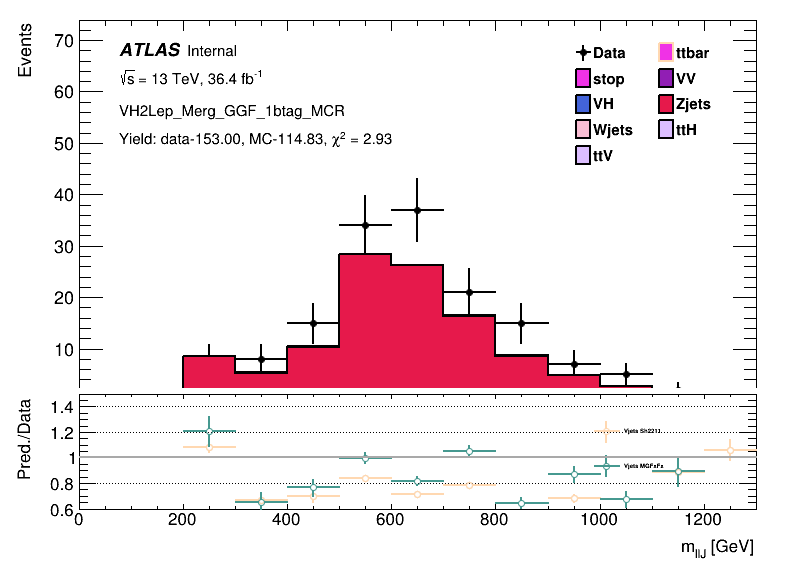 Events
70
60
50
40
30
20
10
ATLAS Internal
√s = 13 TeV, 36.4 fb⁻¹
VH2Lep_Merg_GGF_1btag_MCR
Yield: data-153.00, MC-114.83, χ² = 2.93
Data
ttbar
stop
VV
VH
Zjets
Wjets
ttH
ttV
Pred./Data
1.4
1.2
1
0.8
0.6
Vjets Sh2211
Vjets MGFxFx
0 200 400 600 800 1000 1200
m_llJ [GeV]